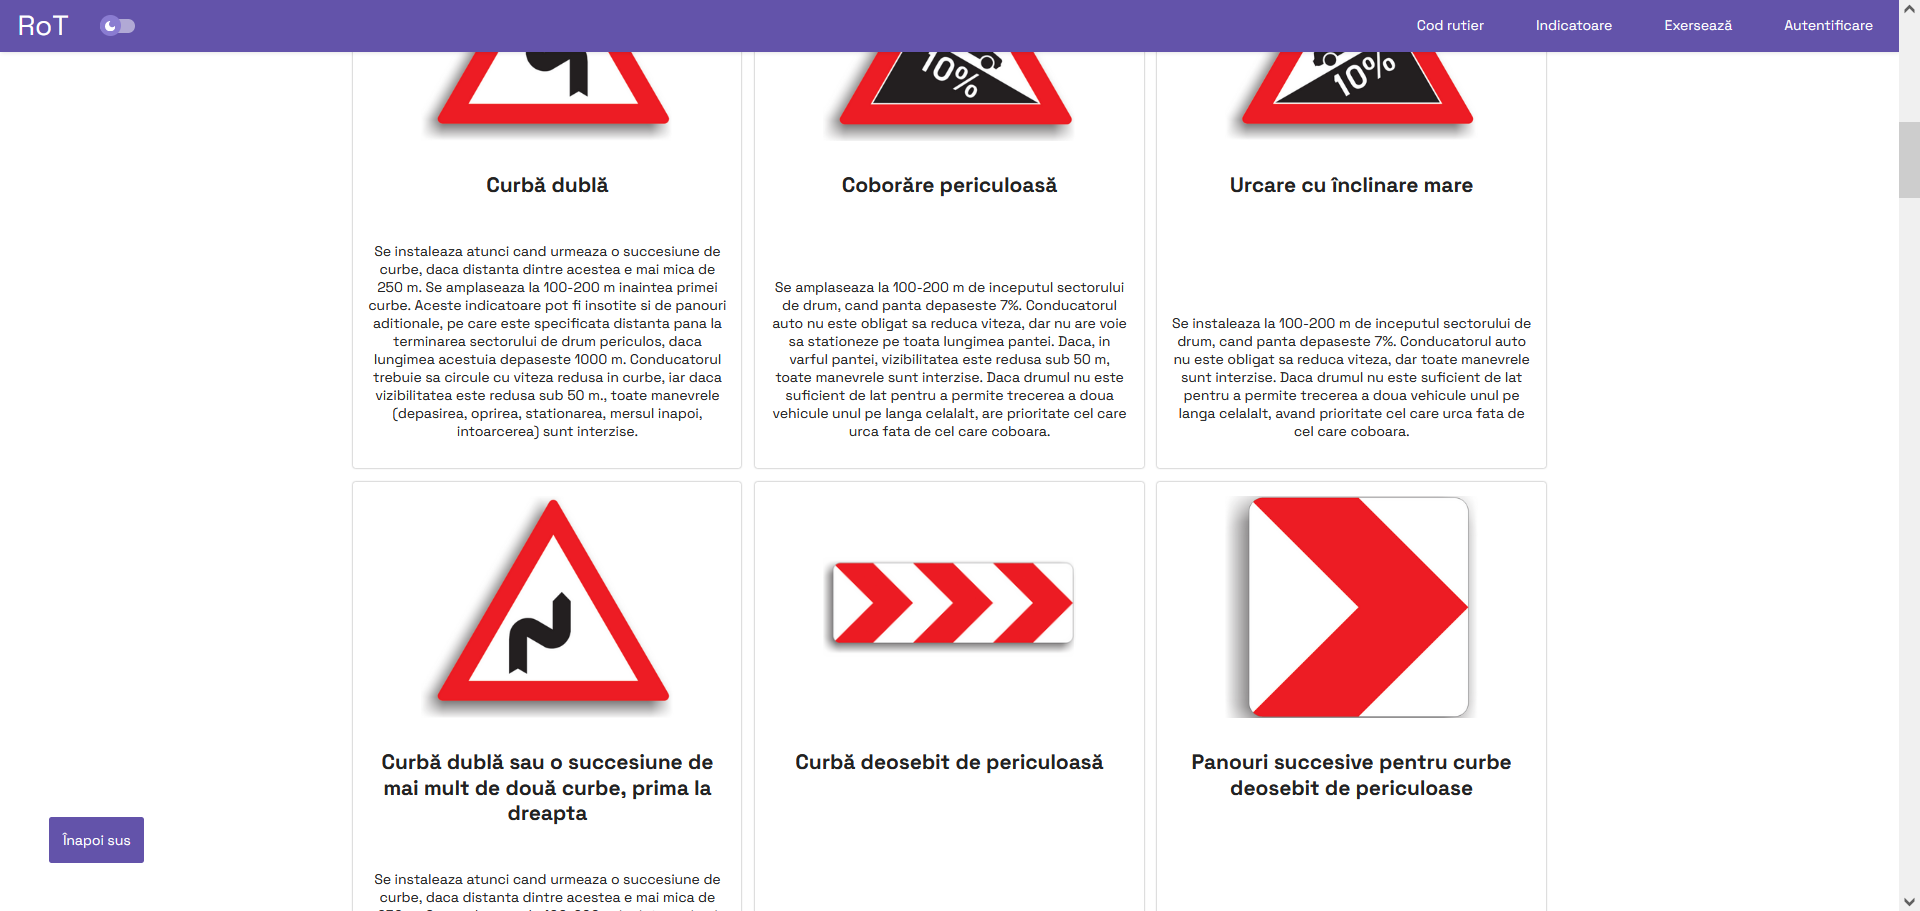 RoT
Cod rutier
Indicatoare
Exersează
Autentificare
10%
10%
Curbă dublă
Se instaleaza atunci cand urmeaza o succesiune de
curbe, daca distanta dintre acestea e mai mica de
250 m. Se amplaseaza la 100-200 m inaintea primei
curbe. Aceste indicatoare pot fi insotite si de panouri
aditionale, pe care este specificata distanta pana la
terminarea sectorului de drum periculos, daca
lungimea acestuia depaseste 1000 m. Conducatorul
trebuie sa circule cu viteza redusa in curbe, iar daca
vizibilitatea este redusa sub 50 m., toate manevrele
(depasirea, oprirea, stationarea, mersul inapoi,
intoarcerea) sunt interzise.
Coborăre periculoasă
Se amplaseaza la 100-200 m de inceputul sectorului
de drum, cand panta depaseste 7%. Conducatorul
auto nu este obligat sa reduca viteza, dar nu are voie
sa stationeze pe toata lungimea pantei. Daca, in
varful pantei, vizibilitatea este redusa sub 50 m,
toate manevrele sunt interzise. Daca drumul nu este
suficient de lat pentru a permite trecerea a doua
vehicule unul pe langa celalalt, are prioritate cel care
urca fata de cel care coboara.
Urcare cu înclinare mare
Se instaleaza la 100-200 m de inceputul sectorului de
drum, cand panta depaseste 7%. Conducatorul auto
nu este obligat sa reduca viteza, dar toate manevrele
sunt interzise. Daca drumul nu este suficient de lat
pentru a permite trecerea a doua vehicule unul pe
langa celalalt, avand prioritate cel care urca fata de
cel care coboara.
Curbă dublă sau o succesiune de
mai mult de două curbe, prima la
dreapta
Se instaleaza atunci cand urmeaza o succesiune de
curbe, daca distanta dintre acestea e mai mica de
Curbă deosebit de periculoasă
Panouri succesive pentru curbe
deosebit de periculoase
Înapoi sus